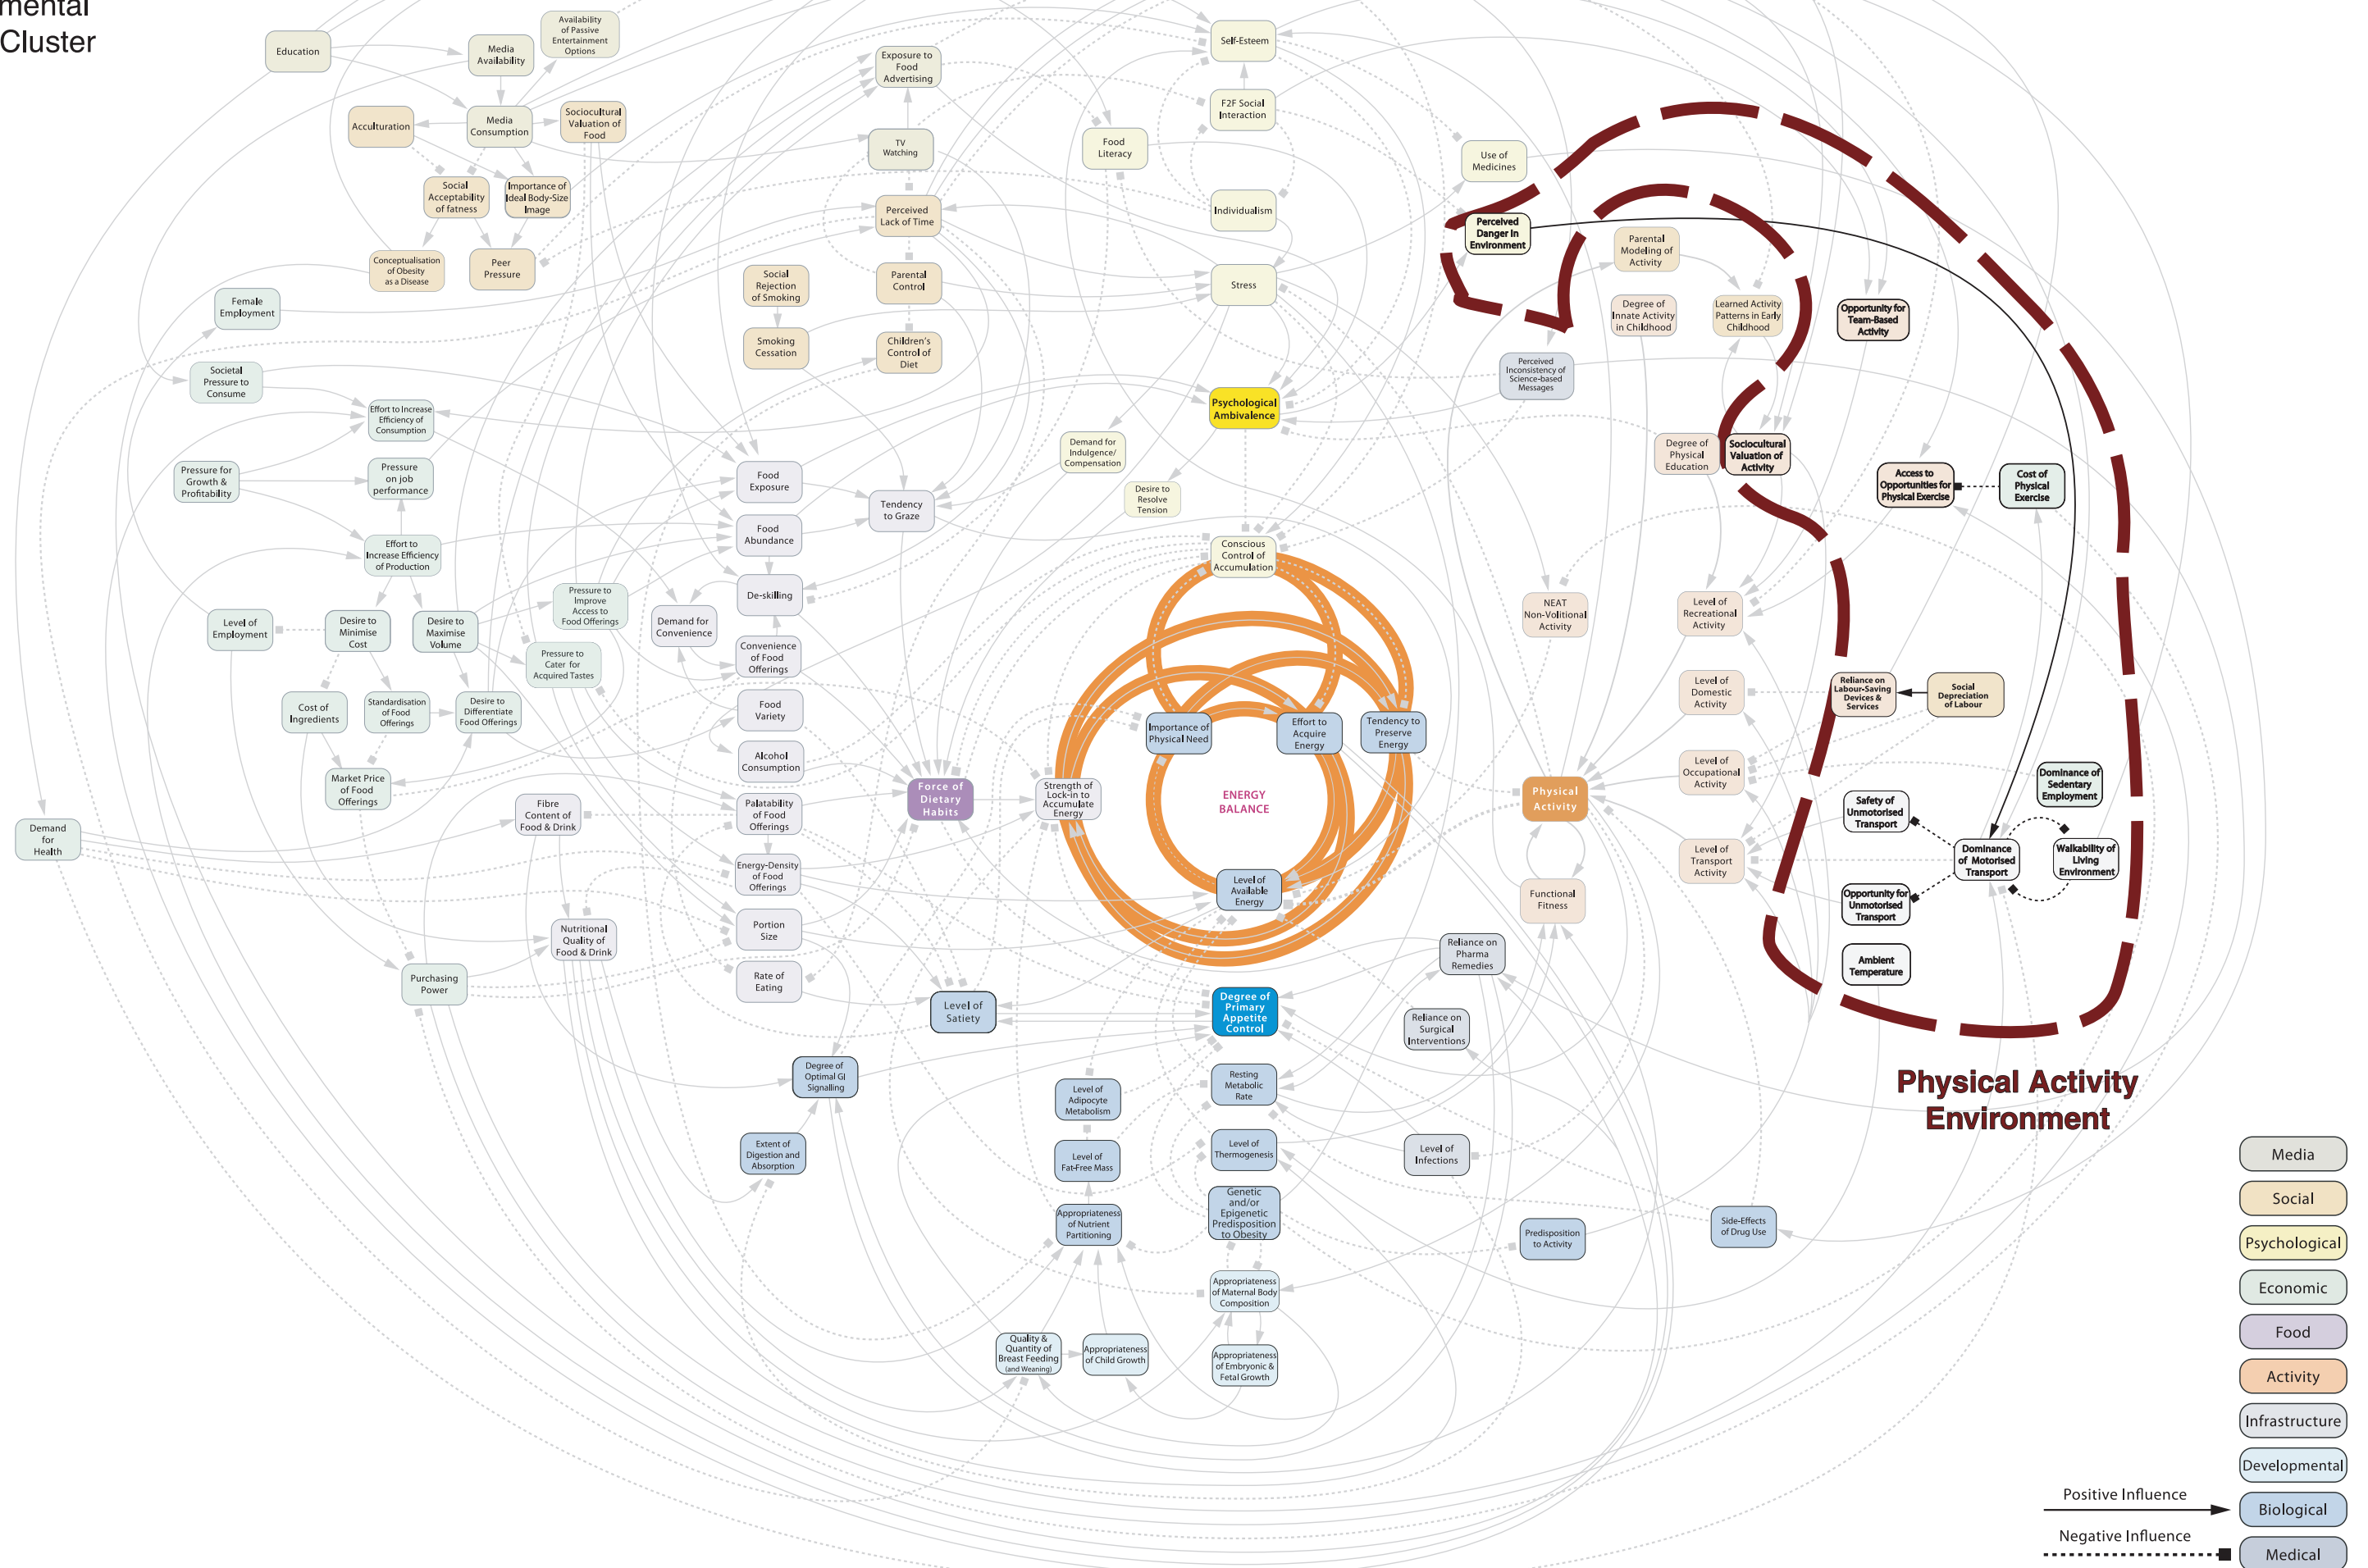 mental
Cluster
Education
Media
Availability
Availability
of Passive
Entertainment
Options
Acculturation
Media
Consumption
Sociocultural
Valuation of
Food
Social
Acceptability
of fatness
Importance of
Ideal Body-Size
Image
Conceptualisation
of Obesity
as a Disease
Peer
Pressure
Exposure to
Food
Advertising
TV
Watching
Perceived
Lack of Time
Parental
Control
Children's
Control of
Diet
Social
Rejection
of Smoking
Smoking
Cessation
Food
Literacy
Self-Esteem
F2F Social
Interaction
Individualism
Stress
Psychological
Ambivalence
Demand for
Indulgence/
Compensation
Desire to
Resolve
Tension
Conscious
Control of
Accumulation
Use of
Medicines
Perceived
Danger In
Environment
Perceived
Inconsistency of
Science-based
Messages
Parental
Modeling of
Activity
Degree of
Innate Activity
in Childhood
Learned Activity
Patterns in Early
Childhood
Opportunity for
Team-Based
Activity
Degree of
Physical
Education
Sociocultural
Valuation of
Activity
Access to
Opportunities for
Physical Exercise
Cost of
Physical
Exercise
Female
Employment
Societal
Pressure to
Consume
Effort to Increase
Efficiency of
Consumption
Pressure for
Growth &
Profitability
Pressure
on job
performance
Effort to
Increase Efficiency
of Production
Level of
Employment
Desire to
Minimise
Cost
Desire to
Maximise
Volume
Pressure to
Improve
Access to
Food Offerings
Pressure to
Cater for
Acquired Tastes
Cost of
Ingredients
Standardisation
of Food
Offerings
Desire to
Differentiate
Food Offerings
Market Price
of Food
Offerings
Demand
for
Health
Purchasing
Power
Fibre
Content of
Food & Drink
Nutritional
Quality of
Food & Drink
Food
Exposure
Food
Abundance
De-skilling
Demand for
Convenience
Convenience
of Food
Offerings
Food
Variety
Alcohol
Consumption
Palatability
of Food
Offerings
Energy-Density
of Food
Offerings
Portion
Size
Rate of
Eating
Tendency
to Graze
Force of
Dietary
Habits
Strength of
Lock-in to
Accumulate
Energy
Importance of
Physical Need
Effort to
Acquire
Energy
Tendency to
Preserve
Energy
ENERGY
BALANCE
Level of
Available
Energy
NEAT
Non-Volitional
Activity
Level of
Recreational
Activity
Level of
Domestic
Activity
Level of
Occupational
Activity
Level of
Transport
Activity
Physical
Activity
Functional
Fitness
Reliance on
Labour-Saving
Devices &
Services
Social
Depreciation
of Labour
Dominance of
Sedentary
Employment
Safety of
Unmotorised
Transport
Dominance
of Motorised
Transport
Walkability of
Living
Environment
Opportunity for
Unmotorised
Transport
Ambient
Temperature
Physical Activity
Environment
Reliance on
Pharma
Remedies
Reliance on
Surgical
Interventions
Level of
Infections
Level of
Satiety
Degree of
Primary
Appetite
Control
Degree of
Optimal GI
Signalling
Extent of
Digestion and
Absorption
Level of
Adipocyte
Metabolism
Level of
Fat-Free Mass
Appropriateness
of Nutrient
Partitioning
Resting
Metabolic
Rate
Level of
Thermogenesis
Genetic
and/or
Epigenetic
Predisposition
to Obesity
Appropriateness
of Maternal Body
Composition
Predisposition
to Activity
Side-Effects
of Drug Use
Quality &
Quantity of
Breast Feeding
(and Weaning)
Appropriateness
of Child Growth
Appropriateness
of Embryonic &
Fetal Growth
Media
Social
Psychological
Economic
Food
Activity
Infrastructure
Developmental
Biological
Medical
Positive Influence
Negative Influence